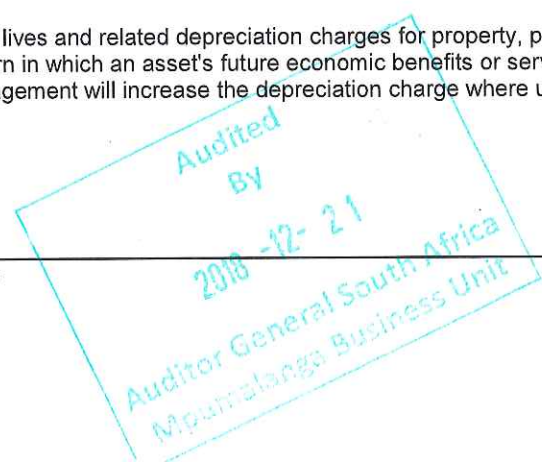 lives and related depreciation charges for property, p
rn in which an asset's future economic benefits or ser
gement will increase the depreciation charge where u
Audited
By
2018 -12- 21
Auditor General South Africa
Mpumalanga Business Unit